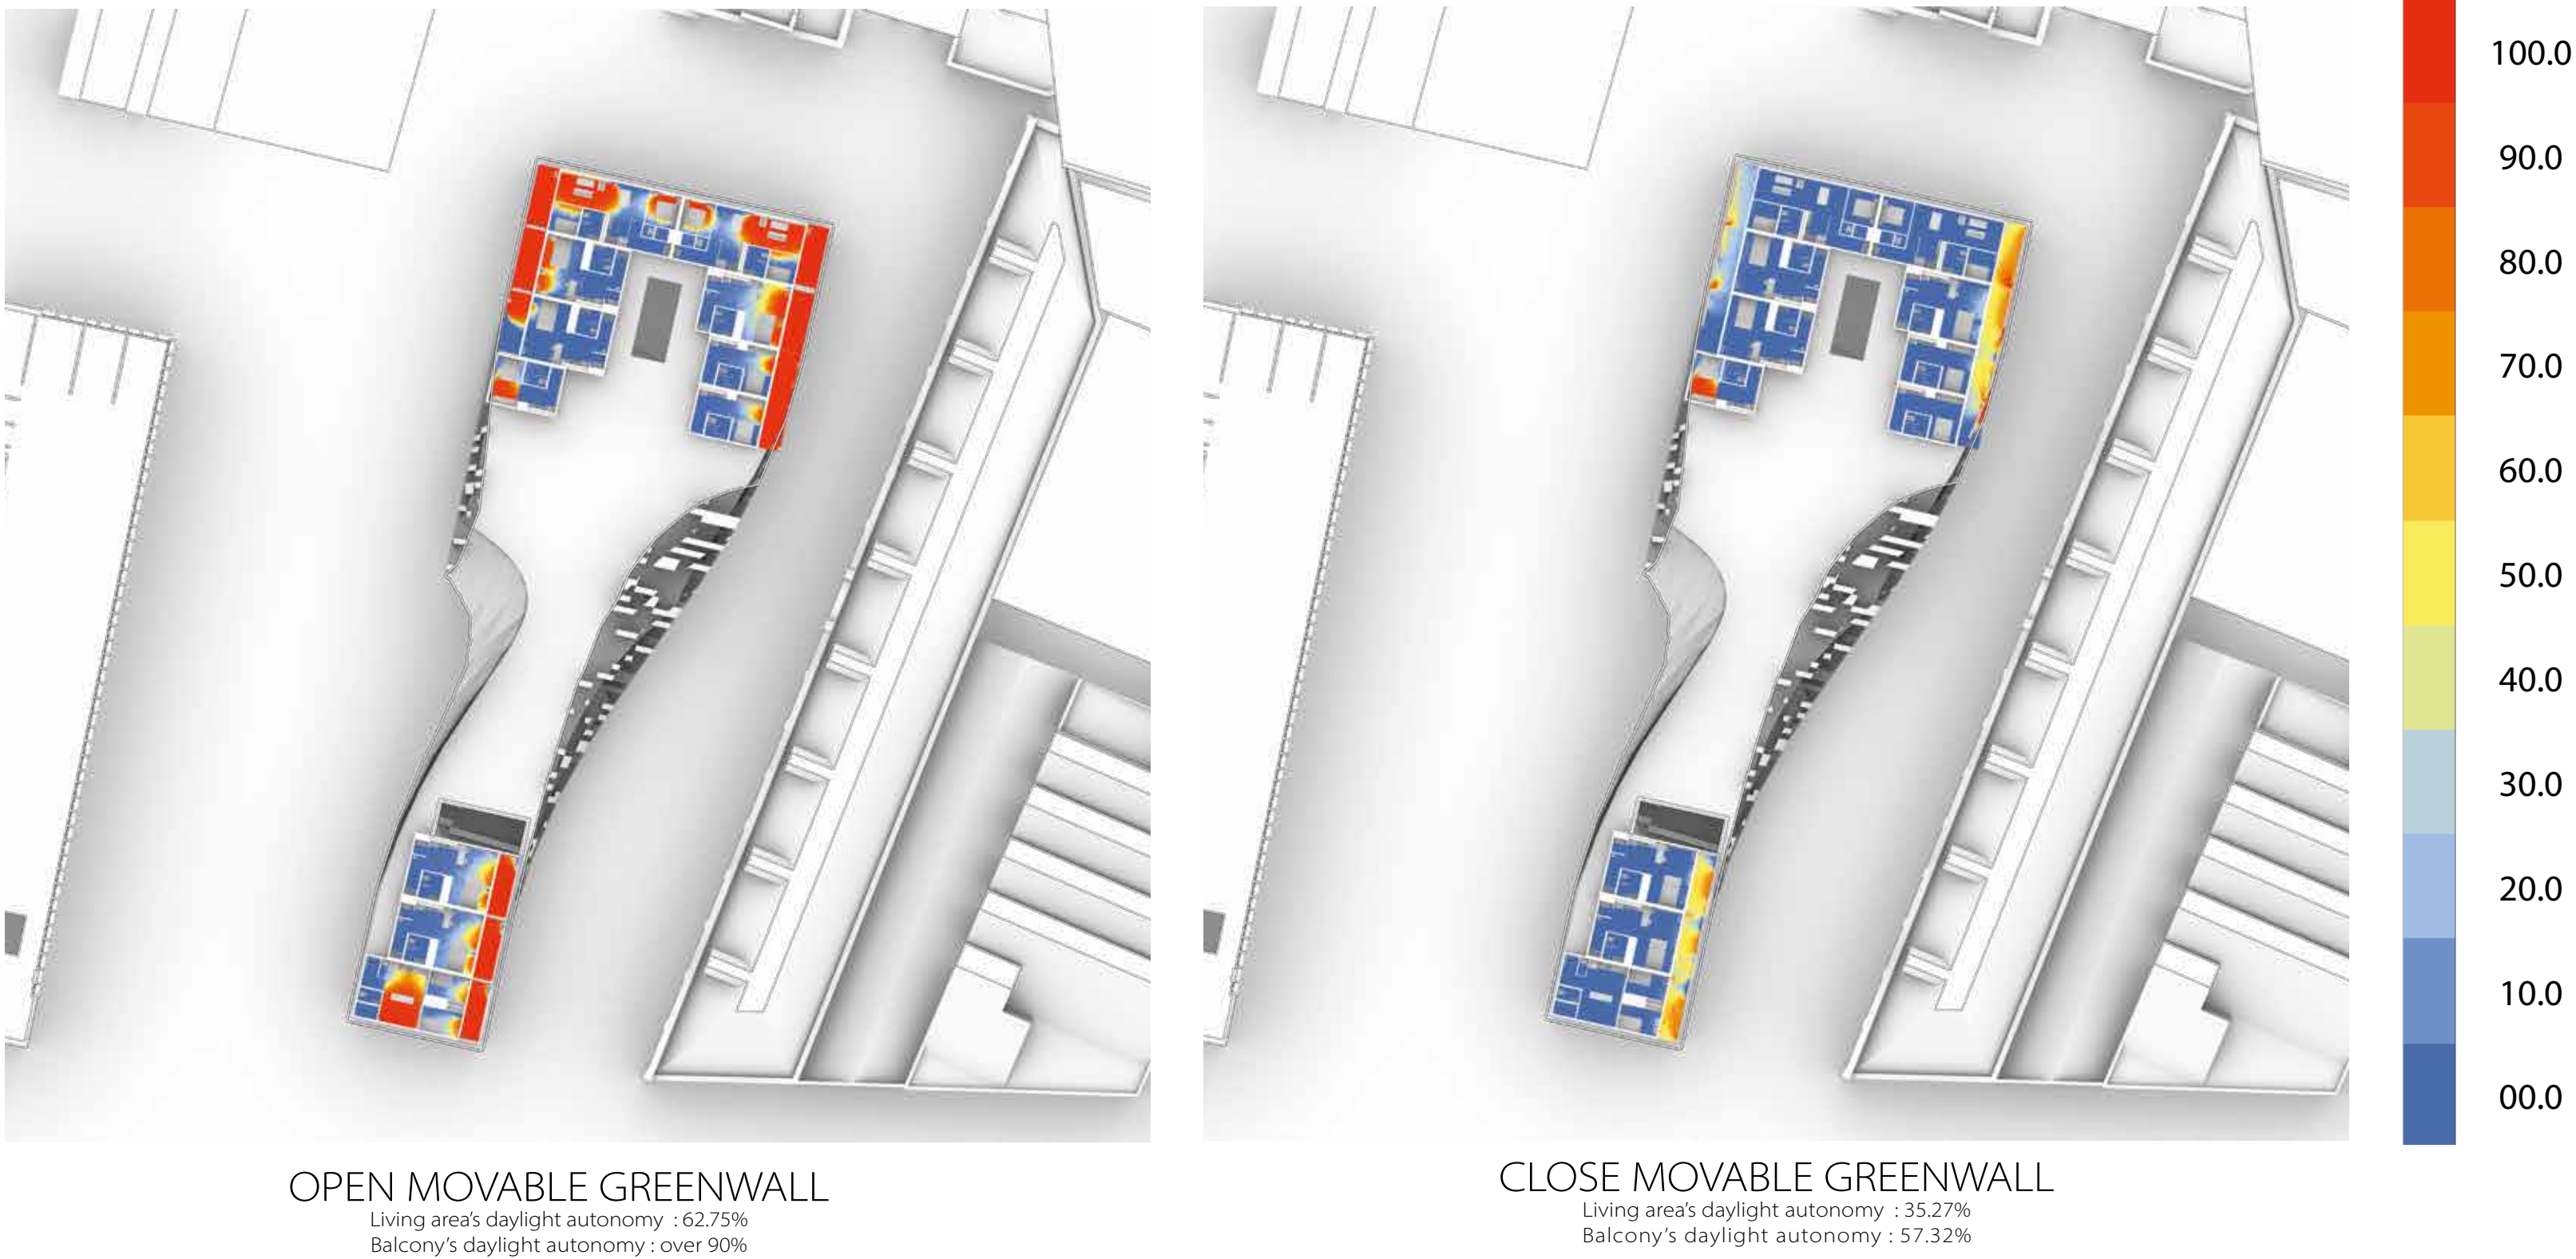 100.0
90.0
80.0
70.0
60.0
50.0
40.0
30.0
20.0
10.0
00.0
OPEN MOVABLE GREENWALL
Living area's daylight autonomy : 62.75%
Balcony's daylight autonomy : over 90%
CLOSE MOVABLE GREENWALL
Living area's daylight autonomy : 35.27%
Balcony's daylight autonomy : 57.32%